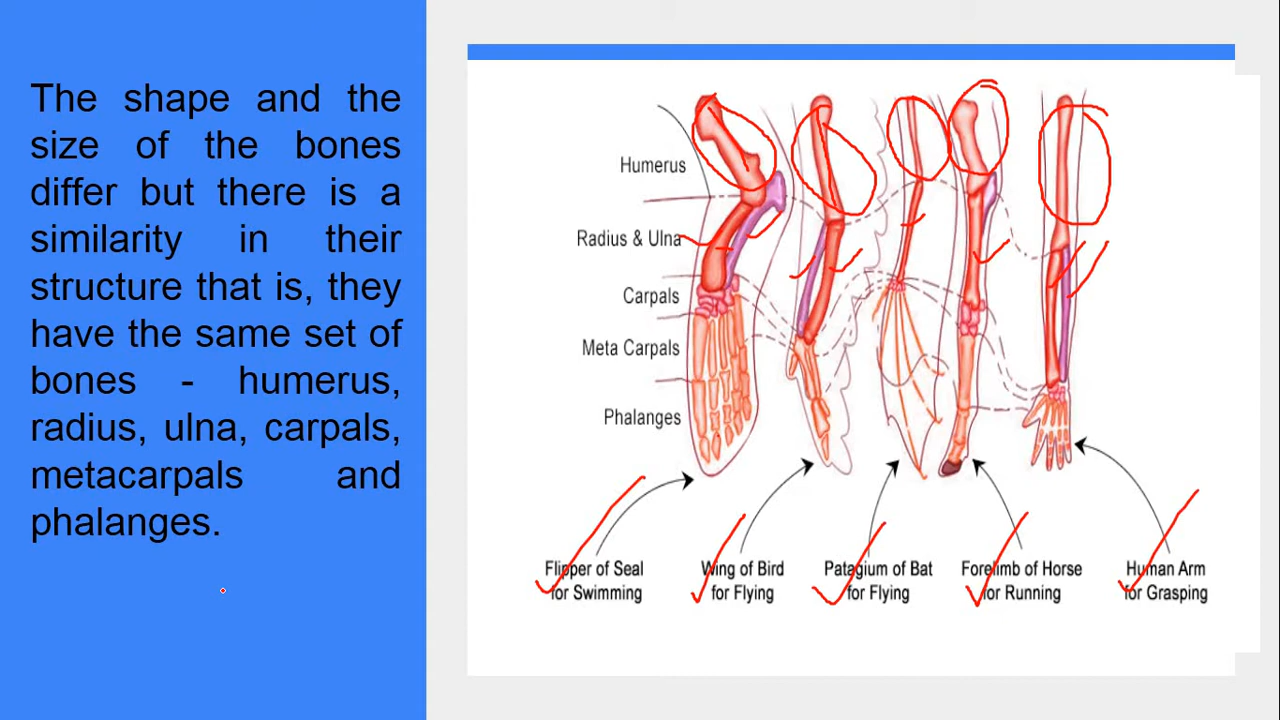 The shape and the
size of the bones
differ but there is a
similarity in their
structure that is, they
have the same set of
bones - humerus,
radius, ulna, carpals,
metacarpals and
phalanges.
Humerus
Radius & Ulna
Carpals
Meta Carpals
Phalanges
Flipper of Seal
for Swimming
Wing of Bird
for Flying
Patagium of Bat
for Flying
Forelimb of Horse
for Running
Human Arm
for Grasping